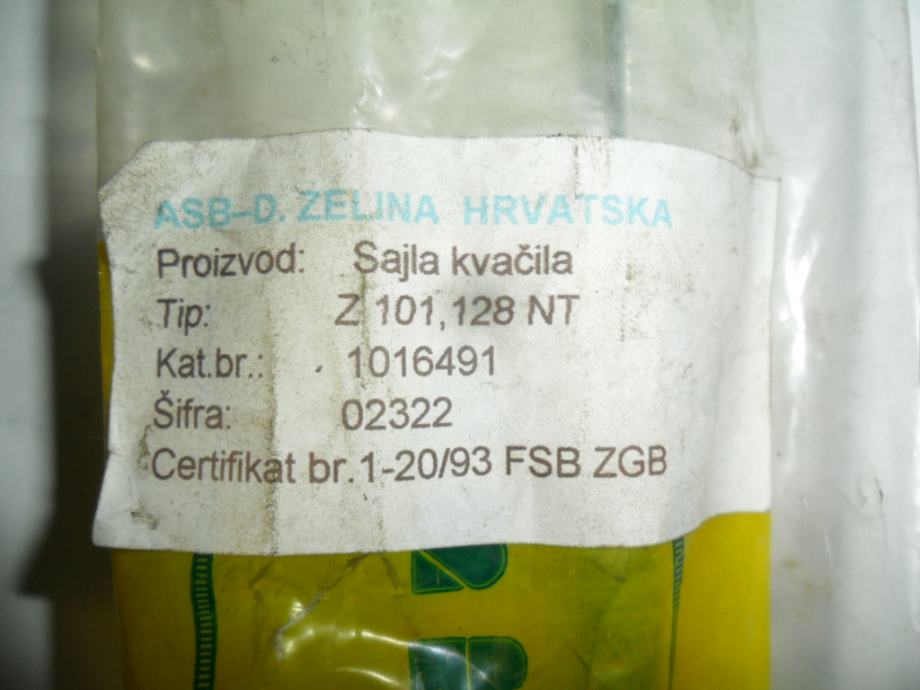 ASB-D. ZELINA HRVATSKA
Proizvod: Sajla kvačila
Tip: Z 101,128 NT
Kat.br.: 1016491
Šifra: 02322
Certifikat br.1-20/93 FSB ZGB